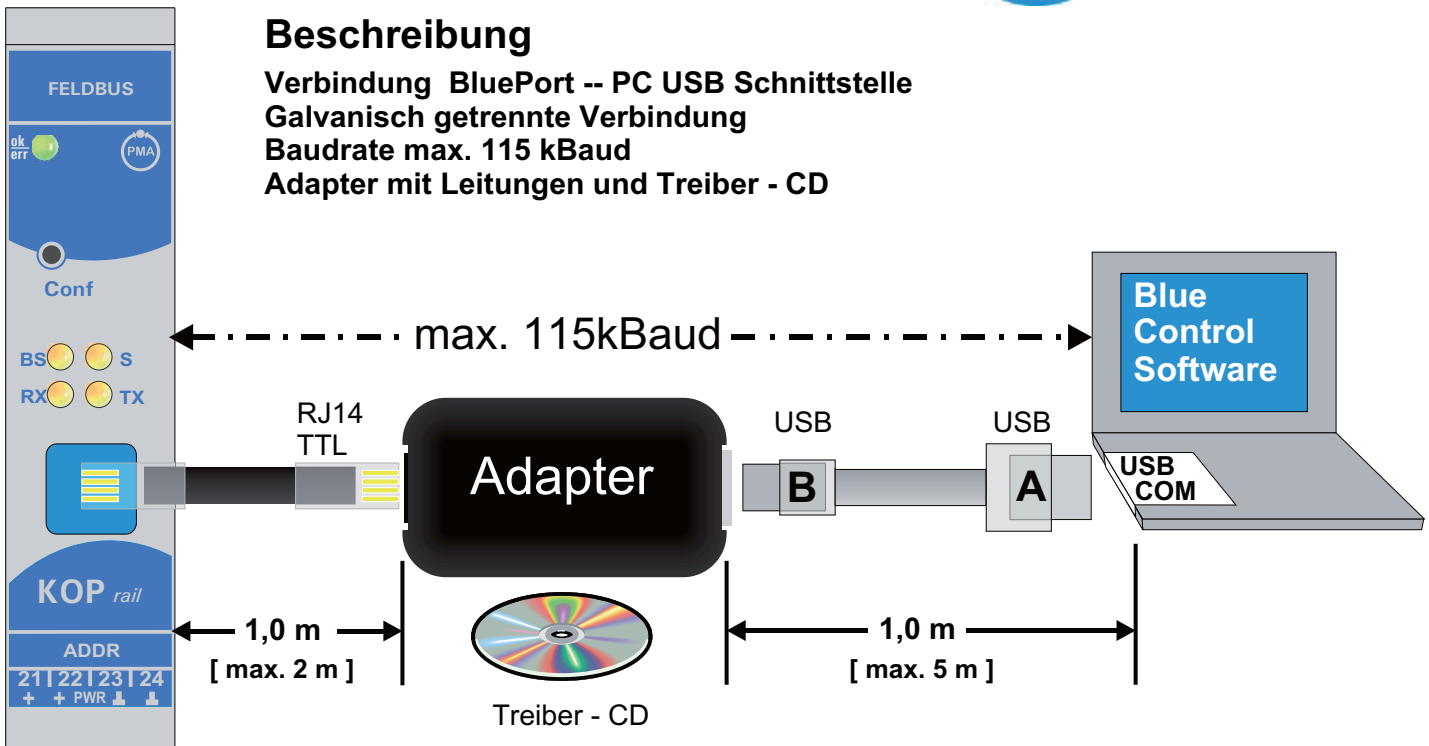 Beschreibung
Verbindung BluePort -- PC USB Schnittstelle
Galvanisch getrennte Verbindung
Baudrate max. 115 kBaud
Adapter mit Leitungen und Treiber - CD
FELDBUS
ok
err
PMA
Conf
BS
S
RX
TX
KOP rail
ADDR
21 | 22 | 23 | 24
+ + PWR
max. 115kBaud
RJ14
TTL
Adapter
USB
B
USB
A
Blue
Control
Software
USB
COM
1,0 m
[ max. 2 m ]
Treiber - CD
1,0 m
[ max. 5 m ]